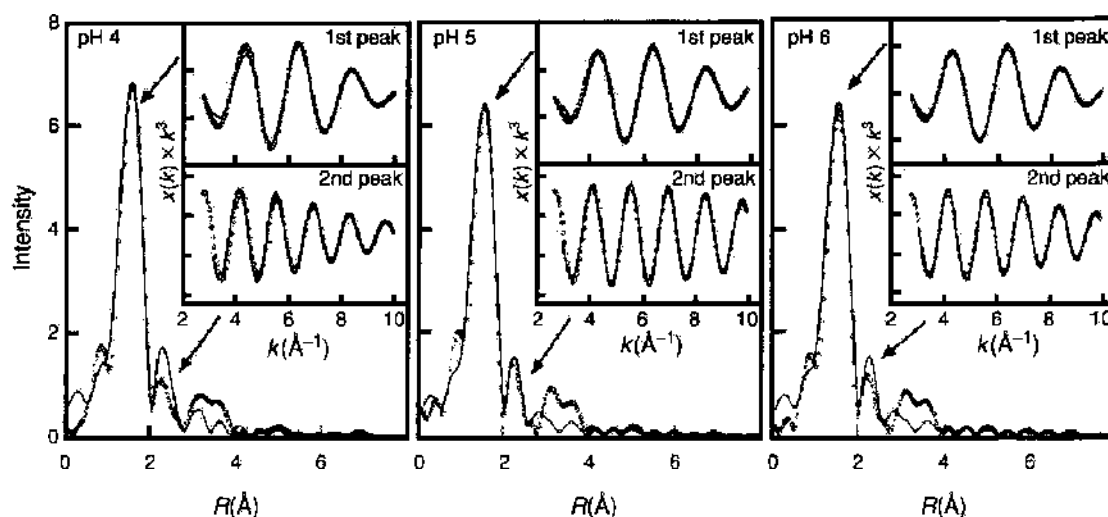 8
6
4
2
0
Intensity
pH 4
1st peak
2nd peak
2 4 6 8 10
k(Å⁻¹)
0 2 4 6
R(Å)
pH 5
x(k) × k³
1st peak
2nd peak
2 4 6 8 10
k(Å⁻¹)
0 2 4 6
R(Å)
pH 6
x(k) × k³
1st peak
2nd peak
2 4 6 8 10
k(Å⁻¹)
0 2 4 6
R(Å)